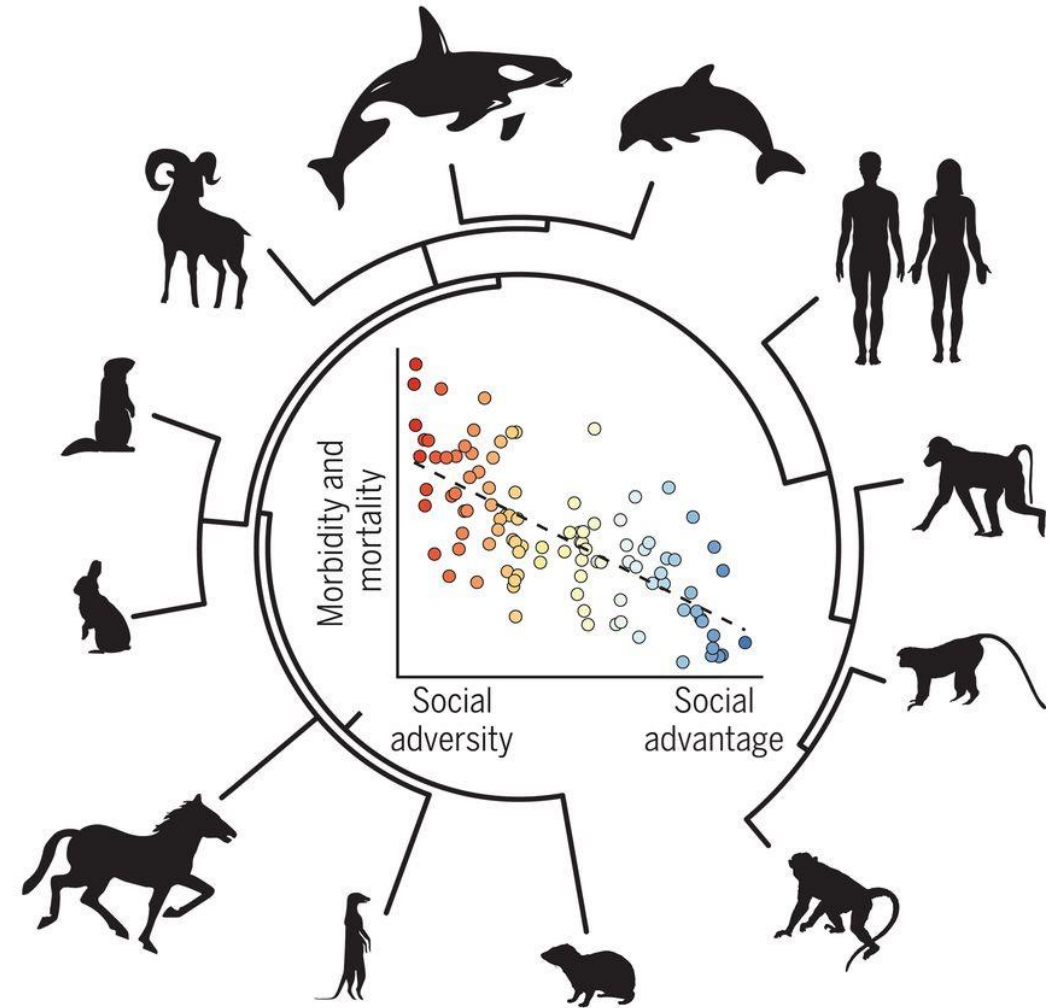 Morbidity and
mortality
Social
adversity
Social
advantage